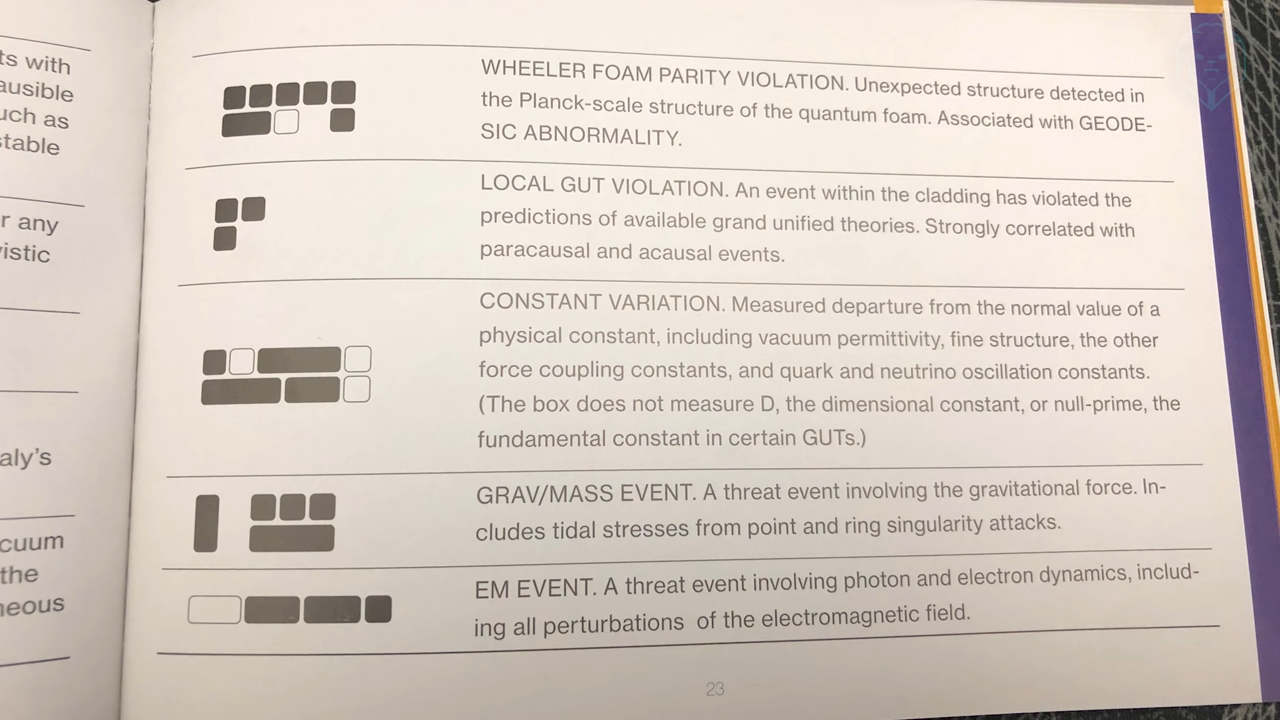 ts with
ausible
uch as
stable
r any
istic
aly's
cuum
the
neous
WHEELER FOAM PARITY VIOLATION. Unexpected structure detected in
the Planck-scale structure of the quantum foam. Associated with GEODE-
SIC ABNORMALITY.
LOCAL GUT VIOLATION. An event within the cladding has violated the
predictions of available grand unified theories. Strongly correlated with
paracausal and acausal events.
CONSTANT VARIATION. Measured departure from the normal value of a
physical constant, including vacuum permittivity, fine structure, the other
force coupling constants, and quark and neutrino oscillation constants.
(The box does not measure D, the dimensional constant, or null-prime, the
fundamental constant in certain GUTs.)
GRAV/MASS EVENT. A threat event involving the gravitational force. In-
cludes tidal stresses from point and ring singularity attacks.
EM EVENT. A threat event involving photon and electron dynamics, includ-
ing all perturbations of the electromagnetic field.
23